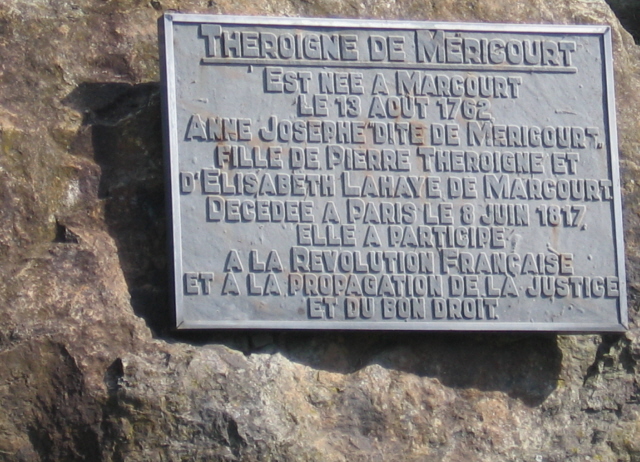 THEROIGNE DE MÉRICOURT
EST NEE A MARCOURT
LE 13 AOUT 1762
ANNE JOSEPHE DITE DE MERICOURT,
FILLE DE PIERRE THEROIGNE ET
D'ELISABETH LAHAYE DE MARCOURT
DECEDEE A PARIS LE 8 JUIN 1817,
ELLE A PARTICIPE
A LA REVOLUTION FRANÇAISE
ET A LA PROPAGATION DE LA JUSTICE
ET DU BON DROIT.